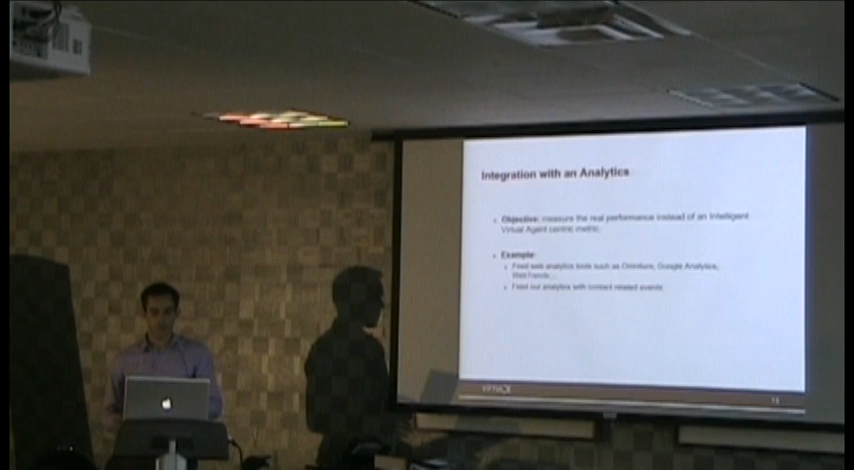 Integration with an Analytics
Objective: measure the real performance instead of an Intelligent
Virtual Agent centric metric.
Example:
Feed web analytics tools such as Omniture, Google Analytics,
WebTrends...
Feed our analytics with contact related events